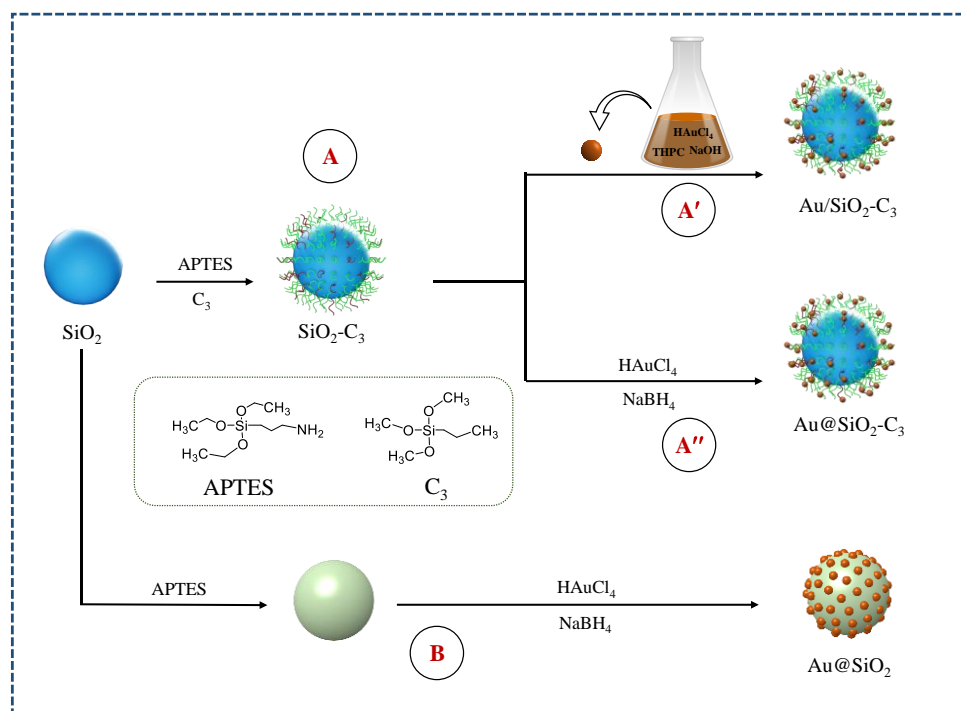 A
HAuCl₄
THPC NaOH
A′
Au/SiO₂-C₃
SiO₂
APTES
C₃
SiO₂-C₃
HAuCl₄
NaBH₄
A″
Au@SiO₂-C₃
O CH₃
H₃C O Si NH₂
O
H₃C
APTES
O CH₃
H₃C O Si CH₃
H₃C O
C₃
APTES
B
HAuCl₄
NaBH₄
Au@SiO₂